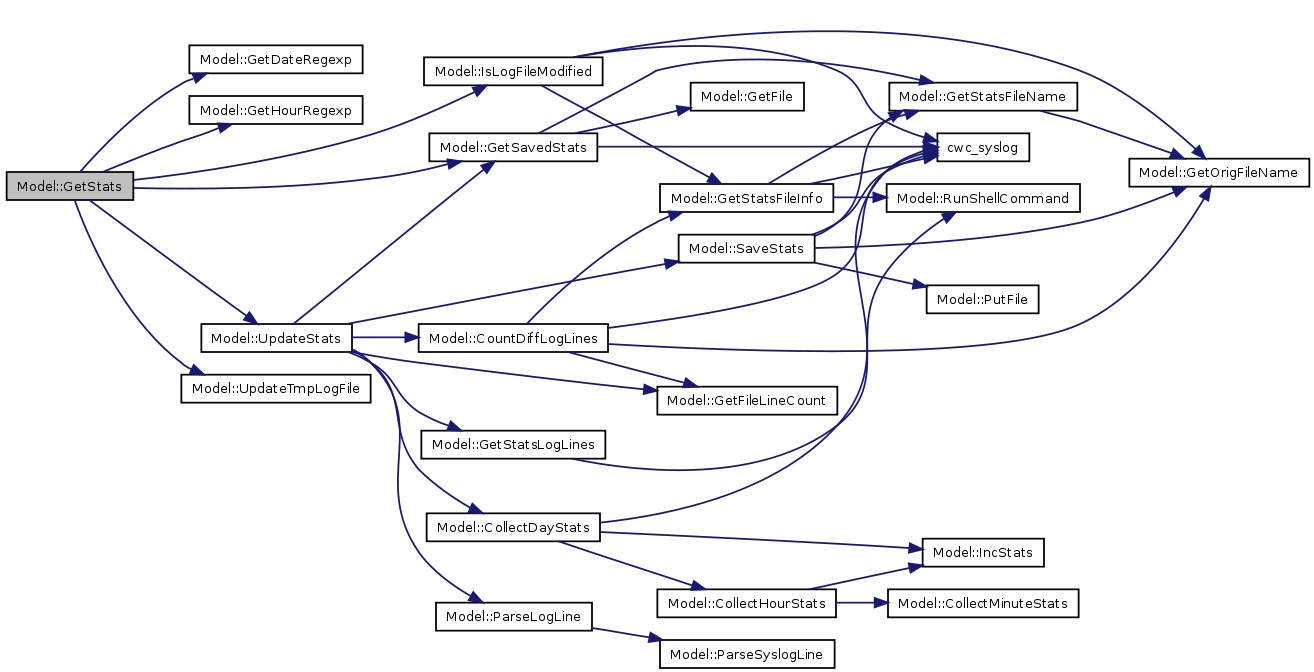 Model::GetStats
Model::GetDateRegexp
Model::GetHourRegexp
Model::IsLogFileModified
Model::GetSavedStats
Model::UpdateStats
Model::UpdateTmpLogFile
Model::GetFile
Model::GetStatsFileName
cwc_syslog
Model::GetOrigFileName
Model::GetStatsFileInfo
Model::RunShellCommand
Model::SaveStats
Model::PutFile
Model::CountDiffLogLines
Model::GetFileLineCount
Model::GetStatsLogLines
Model::CollectDayStats
Model::IncStats
Model::CollectHourStats
Model::CollectMinuteStats
Model::ParseLogLine
Model::ParseSyslogLine